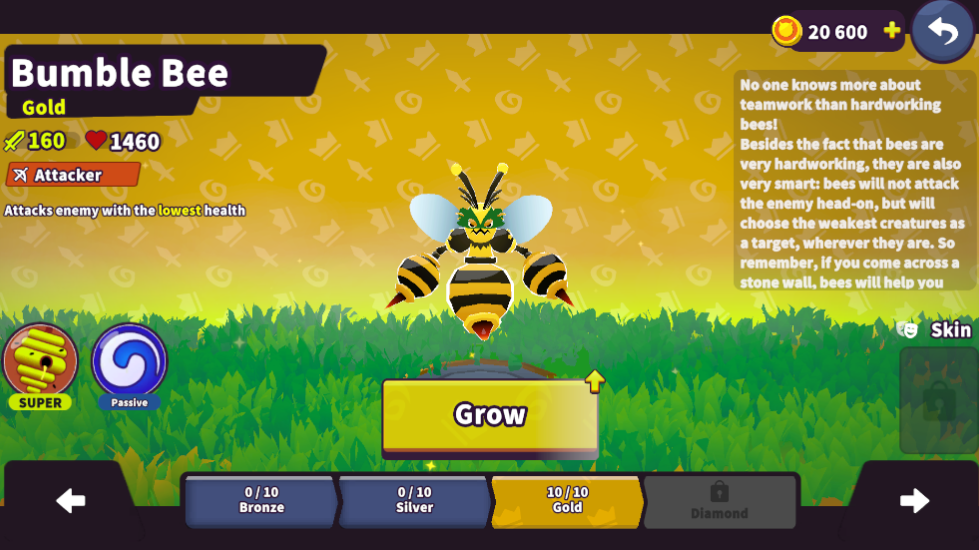 20 600
Bumble Bee
Gold
160 1460
Attacker
Attacks enemy with the lowest health
No one knows more about
teamwork than hardworking
bees!
Besides the fact that bees are
very hardworking, they are also
very smart: bees will not attack
the enemy head-on, but will
choose the weakest creatures as
a target, wherever they are. So
remember, if you come across a
stone wall, bees will help you
Skin
SUPER
Passive
Grow
0 / 10
Bronze
0 / 10
Silver
10 / 10
Gold
Diamond